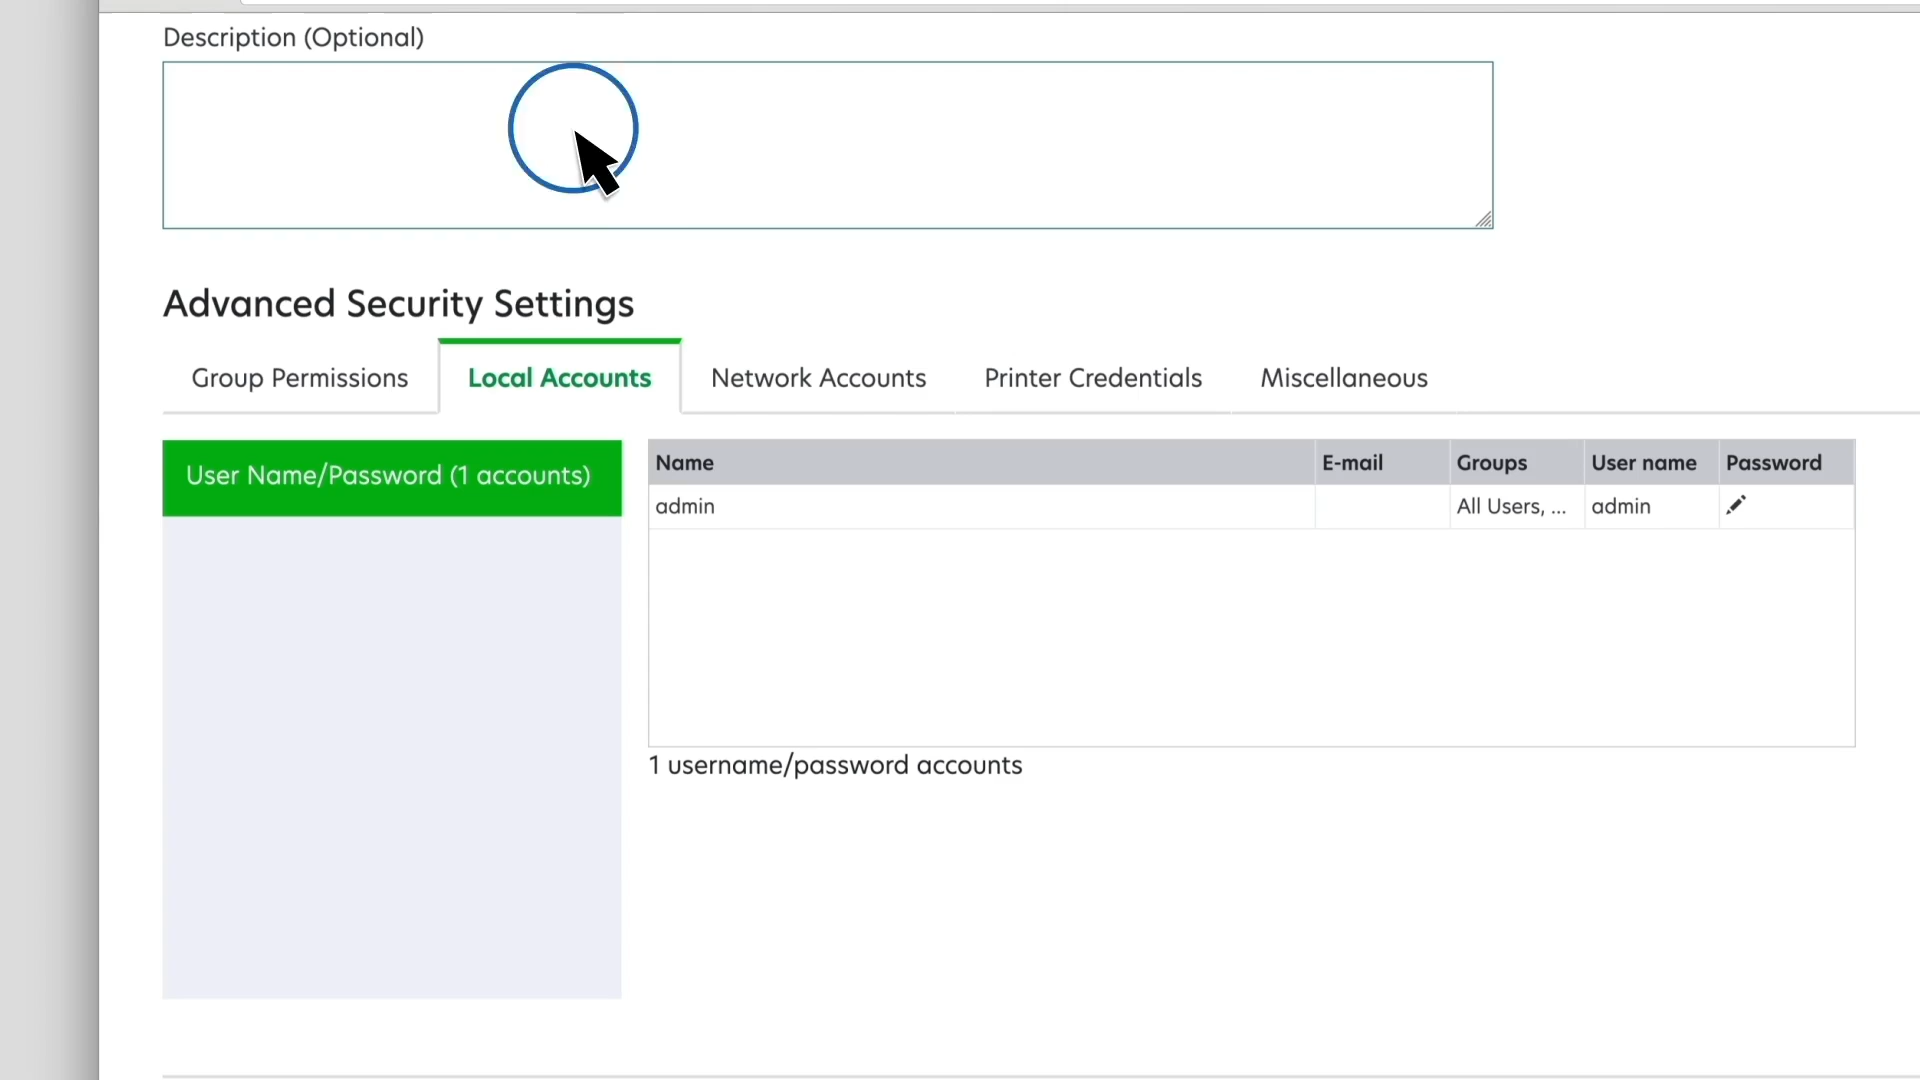 Description (Optional)
Advanced Security Settings
Group Permissions Local Accounts Network Accounts Printer Credentials Miscellaneous
User Name/Password (1 accounts)
Name E-mail Groups User name Password
admin All Users, ... admin
1 username/password accounts